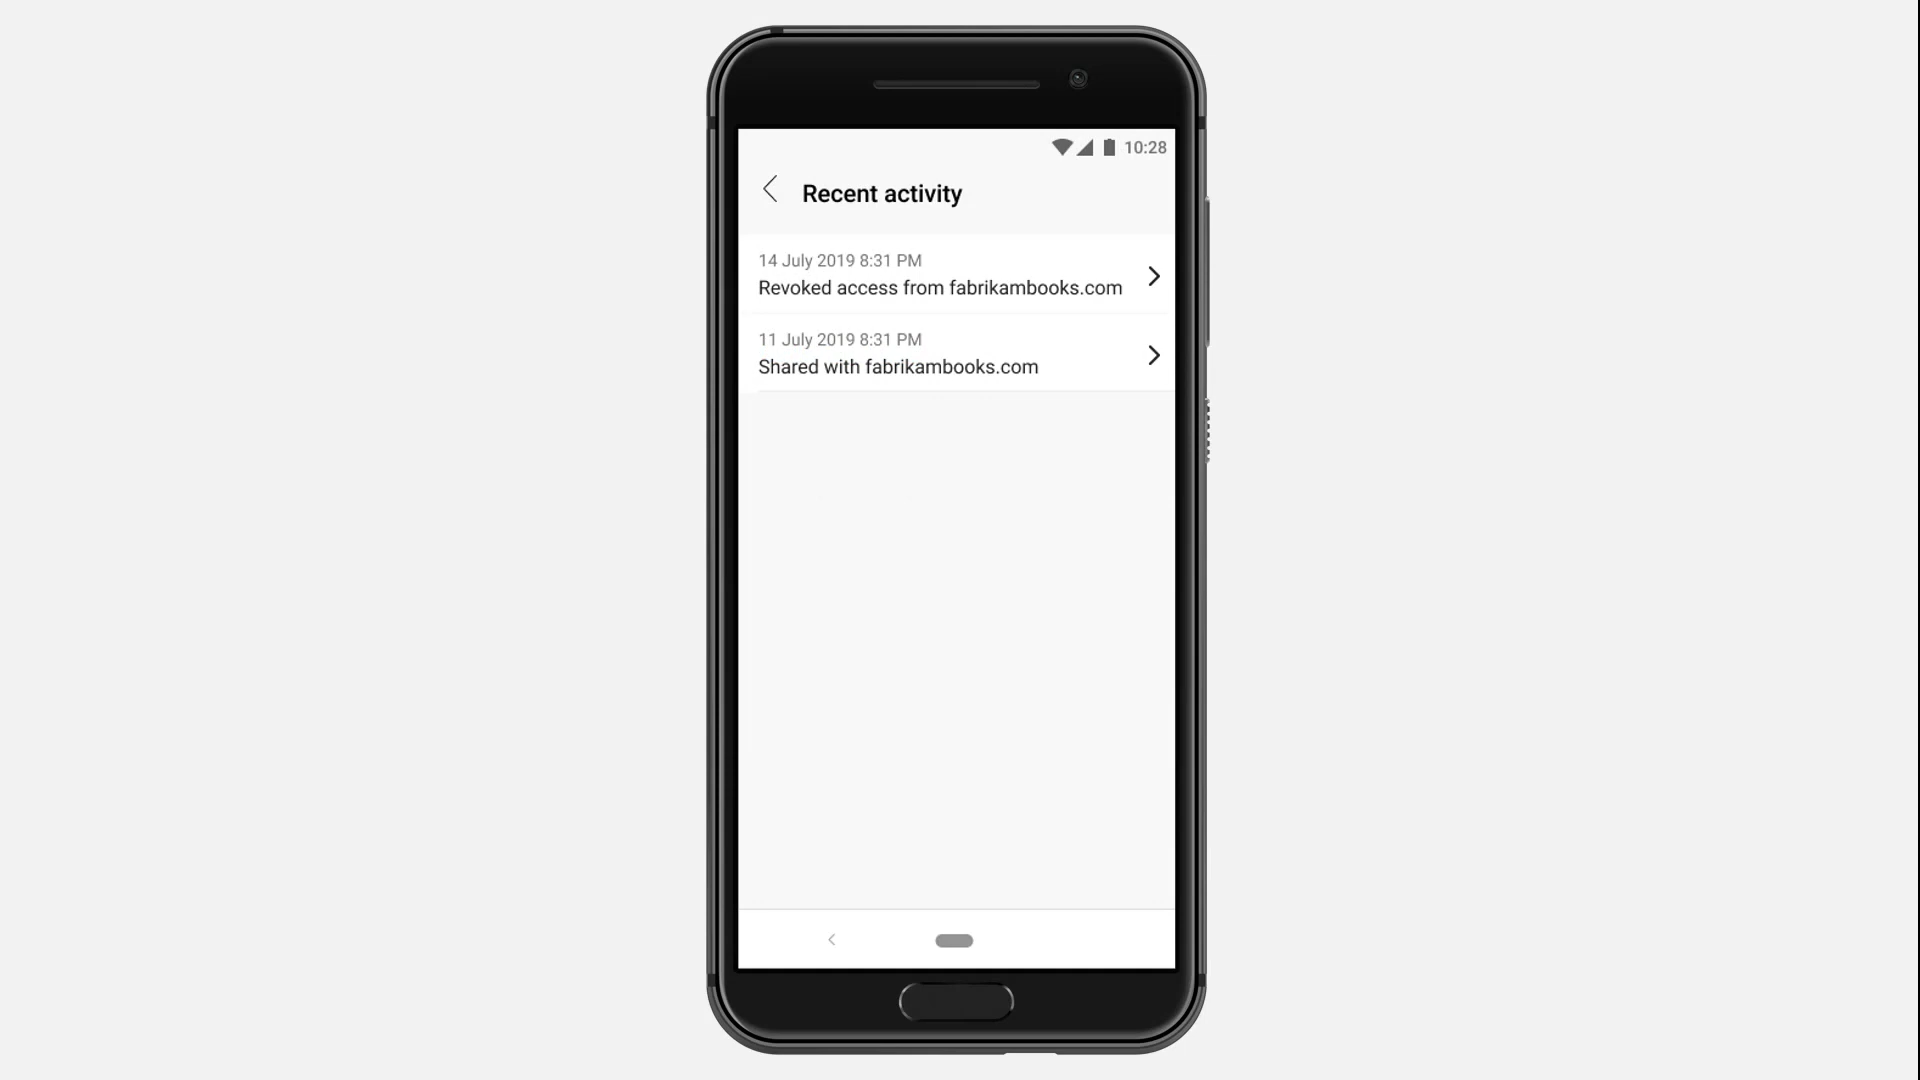 10:28
Recent activity
14 July 2019 8:31 PM
Revoked access from fabrikambooks.com
11 July 2019 8:31 PM
Shared with fabrikambooks.com